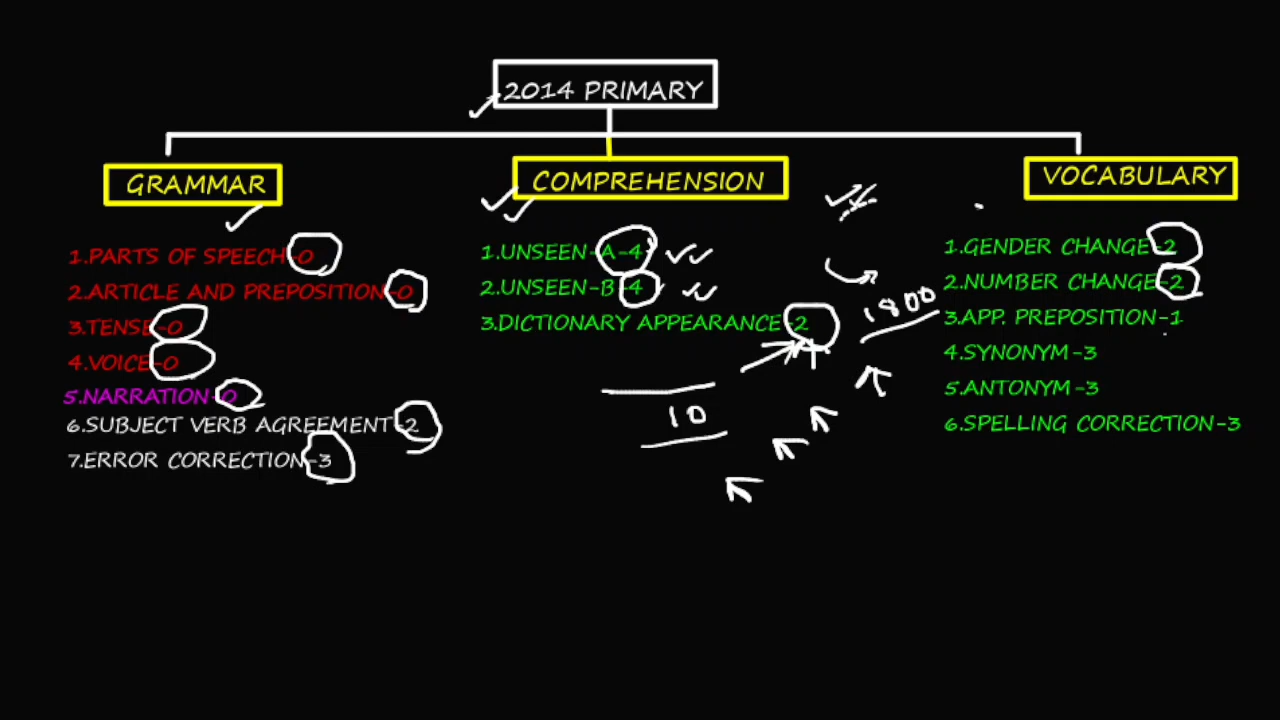 2014 PRIMARY
GRAMMAR
1.PARTS OF SPEECH-0
2.ARTICLE AND PREPOSITION-0
3.TENSE-0
4.VOICE-0
5.NARRATION-0
6.SUBJECT VERB AGREEMENT-2
7.ERROR CORRECTION-3
COMPREHENSION
1.UNSEEN-A-4
2.UNSEEN-B-4
3.DICTIONARY APPEARANCE-2
10
1800
VOCABULARY
1.GENDER CHANGE-2
2.NUMBER CHANGE-2
3.APP. PREPOSITION-1
4.SYNONYM-3
5.ANTONYM-3
6.SPELLING CORRECTION-3